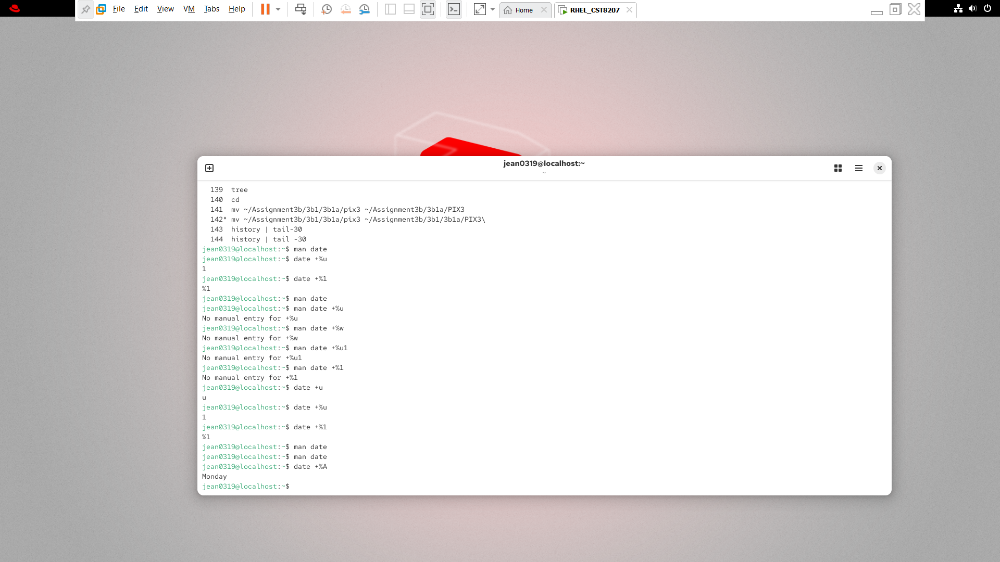 File Edit View VM Tabs Help Home RHEL_CST8207
jean0319@localhost:~
~
139 tree
140 cd
141 mv ~/Assignment3b/3b1/3b1a/pix3 ~/Assignment3b/3b1a/PIX3
142* mv ~/Assignment3b/3b1/3b1a/pix3 ~/Assignment3b/3b1/3b1a/PIX3\
143 history | tail-30
144 history | tail -30
jean0319@localhost:~$ man date
jean0319@localhost:~$ date +%u
1
jean0319@localhost:~$ date +%1
%1
jean0319@localhost:~$ man date
jean0319@localhost:~$ man date +%u
No manual entry for +%u
jean0319@localhost:~$ man date +%w
No manual entry for +%w
jean0319@localhost:~$ man date +%u1
No manual entry for +%u1
jean0319@localhost:~$ man date +%1
No manual entry for +%1
jean0319@localhost:~$ date +u
u
jean0319@localhost:~$ date +%u
1
jean0319@localhost:~$ date +%1
%1
jean0319@localhost:~$ man date
jean0319@localhost:~$ man date
jean0319@localhost:~$ date +%A
Monday
jean0319@localhost:~$